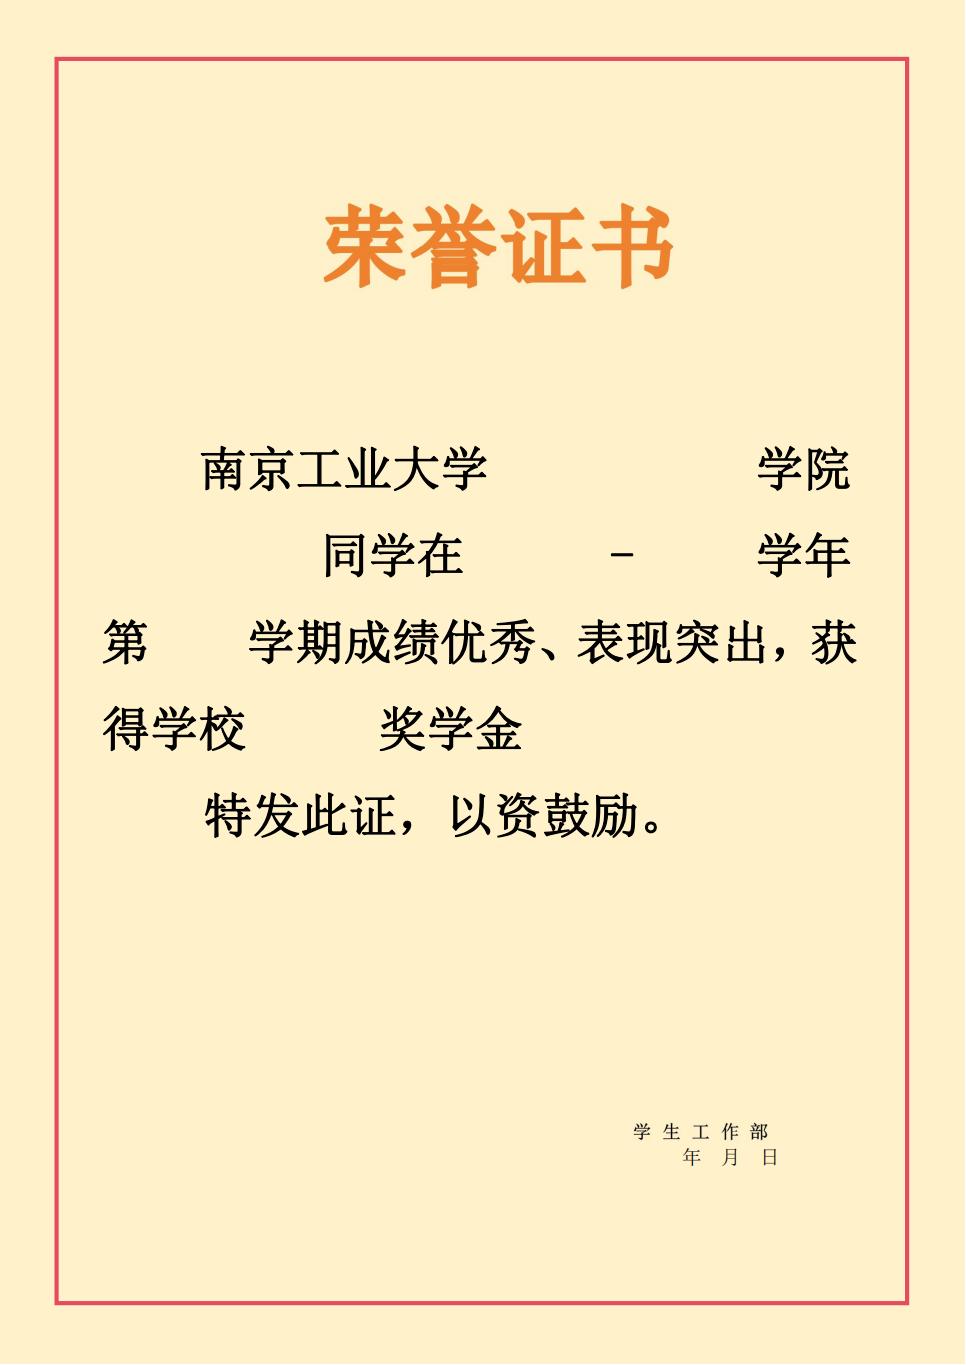 荣誉证书
南京工业大学 学院
同学在 - 学年
第 学期成绩优秀、表现突出，获
得学校 奖学金
特发此证，以资鼓励。
学生工作部
年 月 日